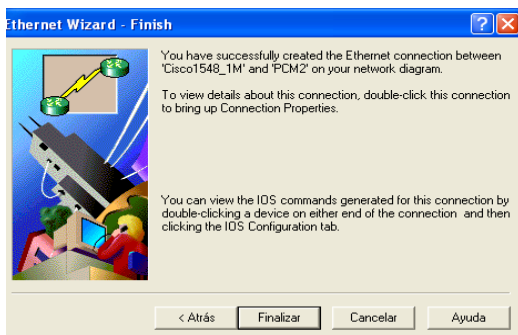 Ethernet Wizard - Finish
You have successfully created the Ethernet connection between
'Cisco1548_1M' and 'PCM2' on your network diagram.
To view details about this connection, double-click this connection
to bring up Connection Properties.
You can view the IOS commands generated for this connection by
double-clicking a device on either end of the connection and then
clicking the IOS Configuration tab.
< Atrás Finalizar Cancelar Ayuda